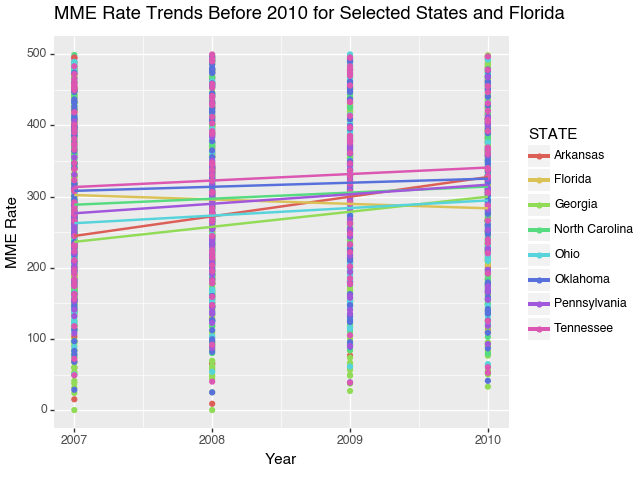 MME Rate Trends Before 2010 for Selected States and Florida
500
400
300
200
100
0
MME Rate
2007
2008
2009
2010
Year
STATE
Arkansas
Florida
Georgia
North Carolina
Ohio
Oklahoma
Pennsylvania
Tennessee